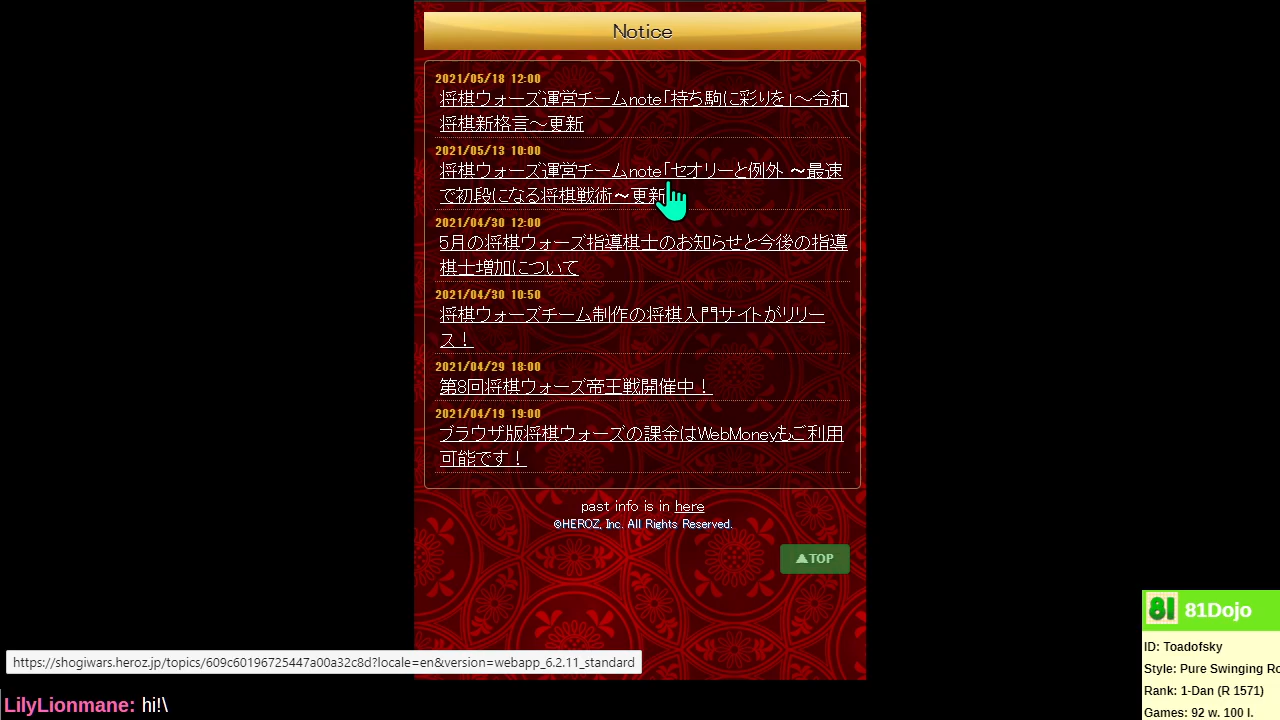 Notice
2021/05/18 12:00
将棋ウォーズ運営チームnote「持ち駒に彩りを」～令和
将棋新格言～更新
2021/05/13 10:00
将棋ウォーズ運営チームnote「セオリーと例外 ～最速
で初段になる将棋戦術～更新
2021/04/30 12:00
5月の将棋ウォーズ指導棋士のお知らせと今後の指導
棋士増加について
2021/04/30 10:50
将棋ウォーズチーム制作の将棋入門サイトがリリー
ス！
2021/04/29 18:00
第8回将棋ウォーズ帝王戦開催中！
2021/04/19 19:00
ブラウザ版将棋ウォーズの課金はWebMoneyもご利用
可能です！
past info is in here
©HEROZ, Inc. All Rights Reserved.
▲TOP
81 81Dojo
ID: Toadofsky
Style: Pure Swinging Ro
Rank: 1-Dan (R 1571)
Games: 92 w. 100 l.
https://shogiwars.heroz.jp/topics/609c60196725447a00a32c8d?locale=en&version=webapp_6.2.11_standard
LilyLionmane: hi!\